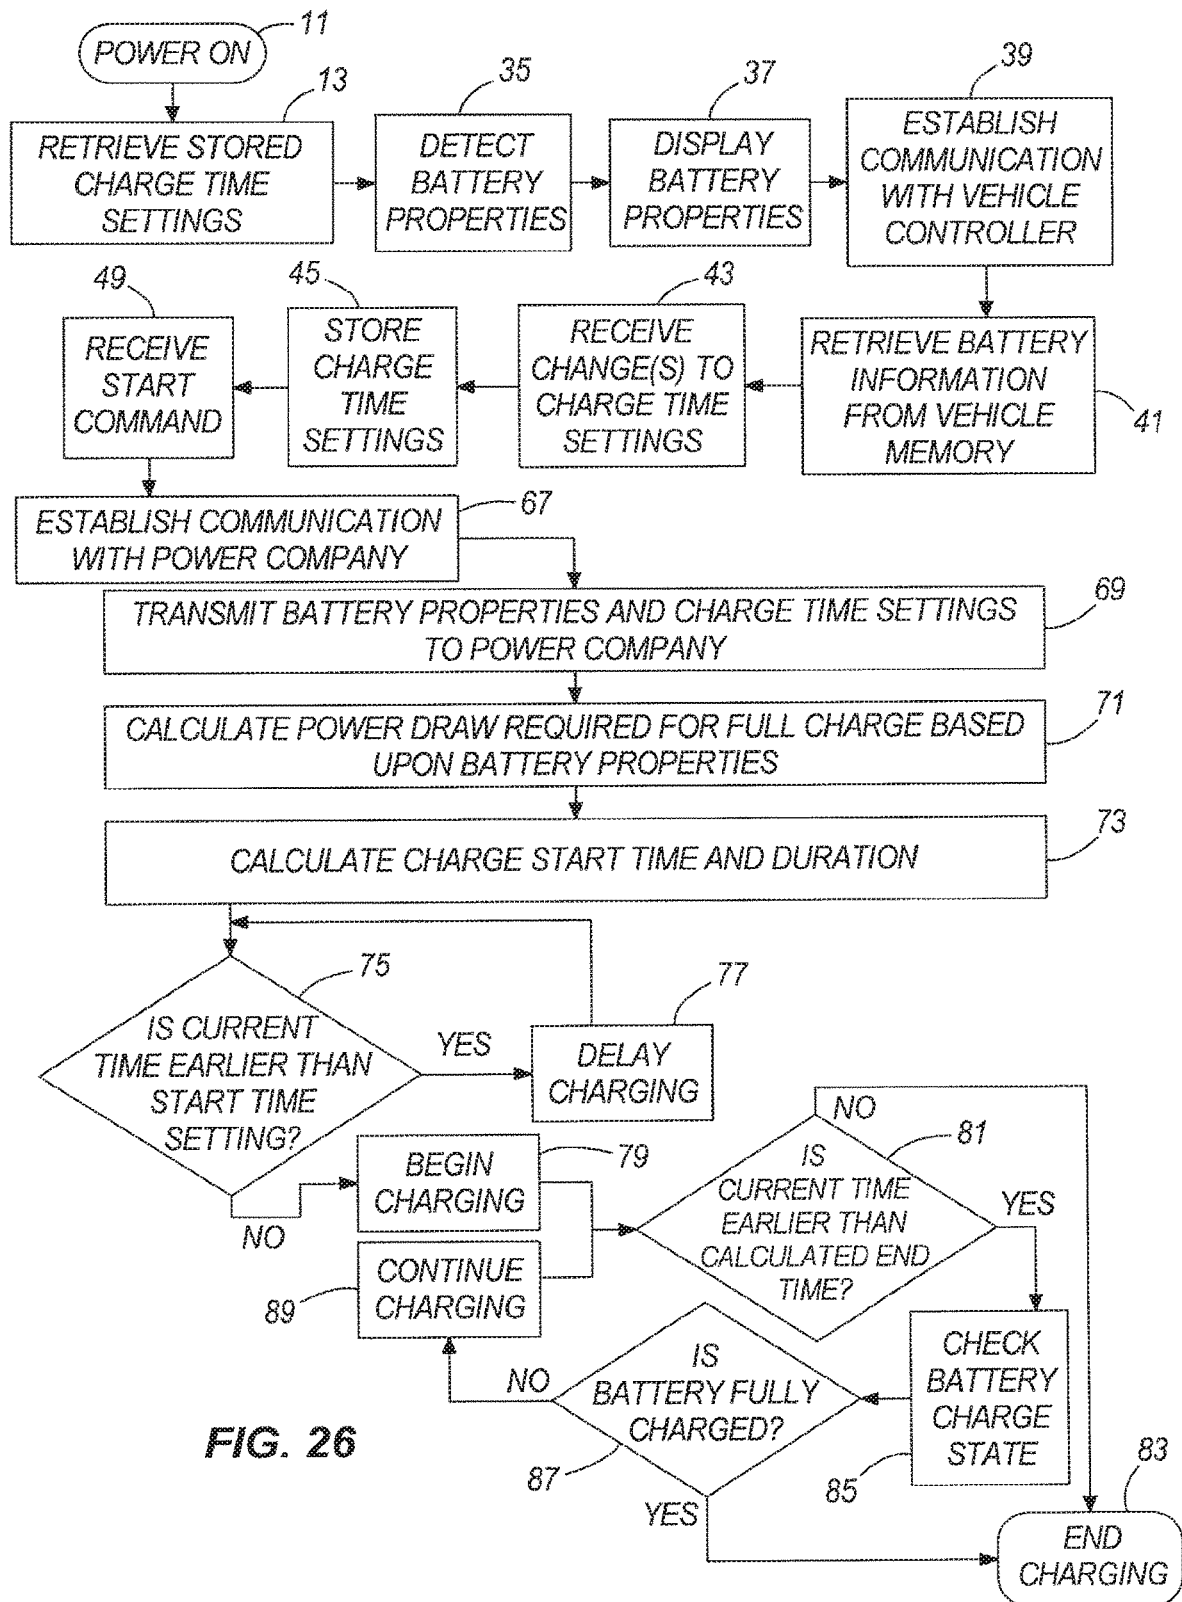 11
POWER ON
13
RETRIEVE STORED
CHARGE TIME
SETTINGS
35
DETECT
BATTERY
PROPERTIES
37
DISPLAY
BATTERY
PROPERTIES
39
ESTABLISH
COMMUNICATION
WITH VEHICLE
CONTROLLER
49
RECEIVE
START
COMMAND
45
STORE
CHARGE
TIME
SETTINGS
43
RECEIVE
CHANGE(S) TO
CHARGE TIME
SETTINGS
RETRIEVE BATTERY
INFORMATION
FROM VEHICLE
MEMORY
41
67
ESTABLISH COMMUNICATION
WITH POWER COMPANY
69
TRANSMIT BATTERY PROPERTIES AND CHARGE TIME SETTINGS
TO POWER COMPANY
71
CALCULATE POWER DRAW REQUIRED FOR FULL CHARGE BASED
UPON BATTERY PROPERTIES
73
CALCULATE CHARGE START TIME AND DURATION
75
IS CURRENT
TIME EARLIER THAN
START TIME
SETTING?
YES
77
DELAY
CHARGING
NO
BEGIN
CHARGING
79
NO
81
IS
CURRENT TIME
EARLIER THAN
CALCULATED END
TIME?
YES
CONTINUE
CHARGING
89
CHECK
BATTERY
CHARGE
STATE
85
IS
BATTERY FULLY
CHARGED?
NO
87
YES
83
END
CHARGING
FIG. 26